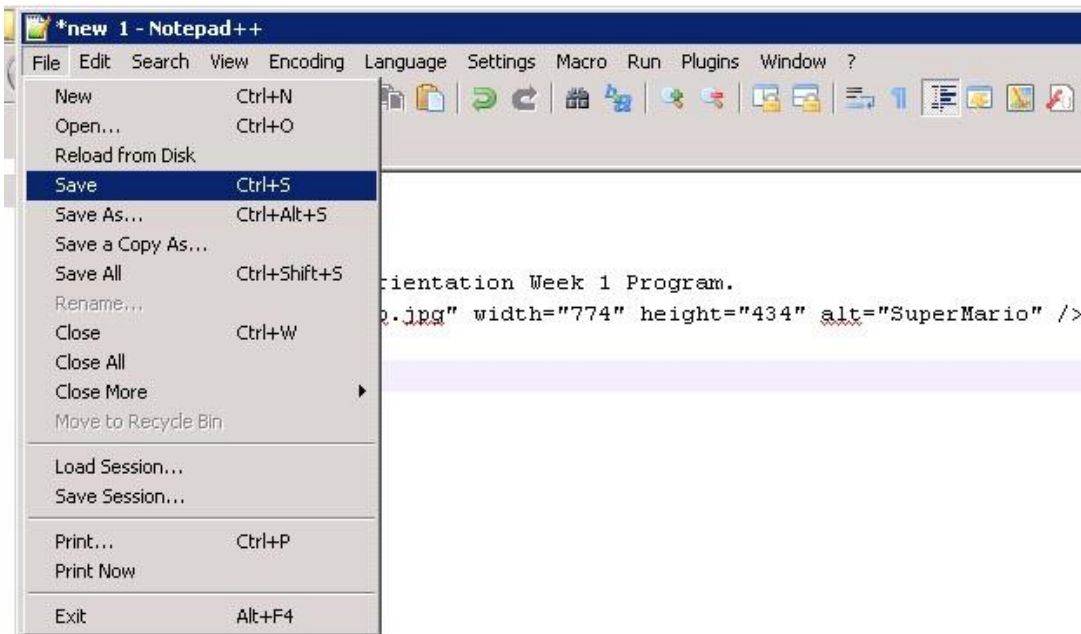 *new 1 - Notepad++
File Edit Search View Encoding Language Settings Macro Run Plugins Window ?
New Ctrl+N
Open... Ctrl+O
Reload from Disk
Save Ctrl+S
Save As... Ctrl+Alt+S
Save a Copy As...
Save All Ctrl+Shift+S
rientation Week 1 Program.
Rename...
.jpg" width="774" height="434" alt="SuperMario" />
Close Ctrl+W
Close All
Close More
Move to Recycle Bin
Load Session...
Save Session...
Print... Ctrl+P
Print Now
Exit Alt+F4